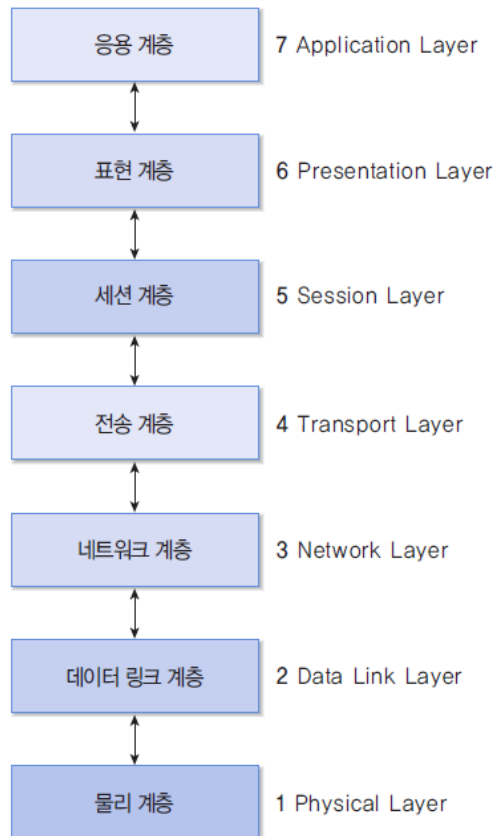 응용 계층 7 Application Layer
표현 계층 6 Presentation Layer
세션 계층 5 Session Layer
전송 계층 4 Transport Layer
네트워크 계층 3 Network Layer
데이터 링크 계층 2 Data Link Layer
물리 계층 1 Physical Layer